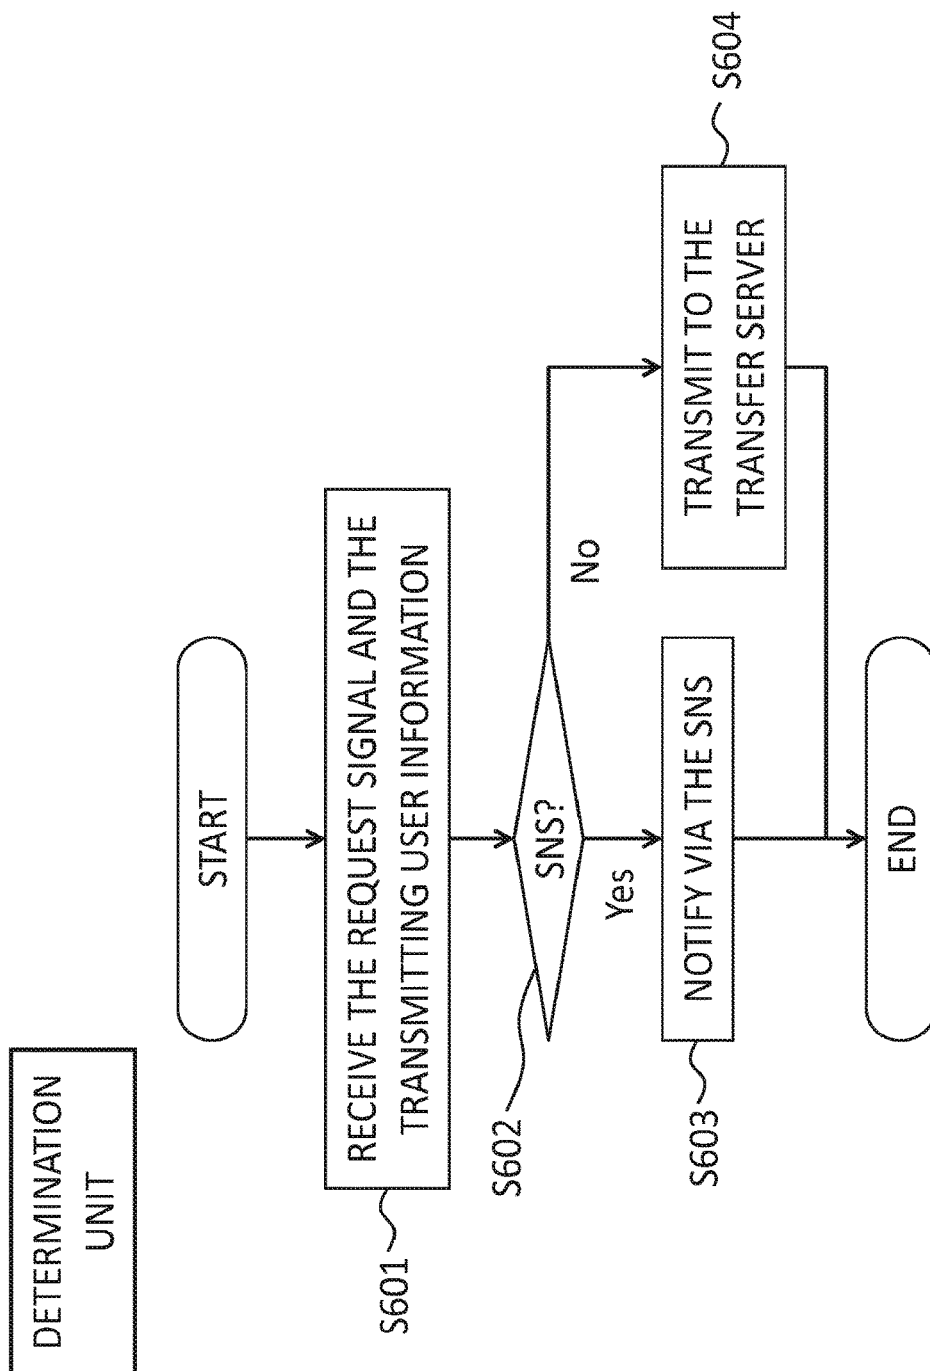 DETERMINATION
UNIT
START
RECEIVE THE REQUEST SIGNAL AND THE
TRANSMITTING USER INFORMATION
S601
SNS?
S602
Yes
No
NOTIFY VIA THE SNS
S603
TRANSMIT TO THE
TRANSFER SERVER
S604
END